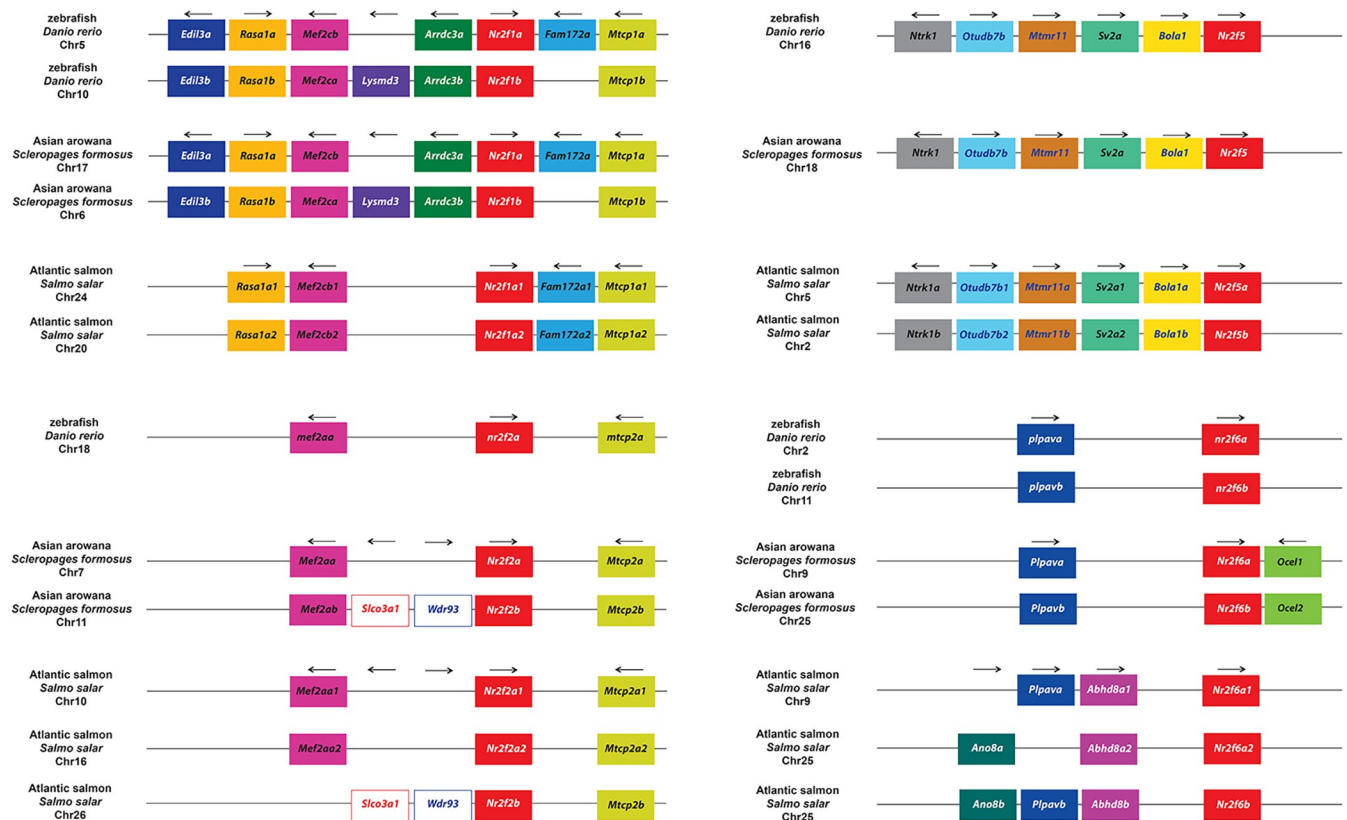 zebrafish
Danio rerio
Chr5
Edil3a Rasa1a Mef2cb Arrdc3a Nr2f1a Fam172a Mtcp1a
zebrafish
Danio rerio
Chr10
Edil3b Rasa1b Mef2ca Lysmd3 Arrdc3b Nr2f1b Mtcp1b
Asian arowana
Scleropages formosus
Chr17
Edil3a Rasa1a Mef2cb Arrdc3a Nr2f1a Fam172a Mtcp1a
Asian arowana
Scleropages formosus
Chr6
Edil3b Rasa1b Mef2ca Lysmd3 Arrdc3b Nr2f1b Mtcp1b
Atlantic salmon
Salmo salar
Chr24
Rasa1a1 Mef2cb1 Nr2f1a1 Fam172a1 Mtcp1a1
Atlantic salmon
Salmo salar
Chr20
Rasa1a2 Mef2cb2 Nr2f1a2 Fam172a2 Mtcp1a2
zebrafish
Danio rerio
Chr18
mef2aa nr2f2a mtcp2a
Asian arowana
Scleropages formosus
Chr7
Mef2aa Nr2f2a Mtcp2a
Asian arowana
Scleropages formosus
Chr11
Mef2ab Slco3a1 Wdr93 Nr2f2b Mtcp2b
Atlantic salmon
Salmo salar
Chr10
Mef2aa1 Nr2f2a1 Mtcp2a1
Atlantic salmon
Salmo salar
Chr16
Mef2aa2 Nr2f2a2 Mtcp2a2
Atlantic salmon
Salmo salar
Chr26
Slco3a1 Wdr93 Nr2f2b Mtcp2b
zebrafish
Danio rerio
Chr16
Ntrk1 Otudb7b Mtmr11 Sv2a Bola1 Nr2f5
Asian arowana
Scleropages formosus
Chr18
Ntrk1 Otudb7b Mtmr11 Sv2a Bola1 Nr2f5
Atlantic salmon
Salmo salar
Chr5
Ntrk1a Otudb7b1 Mtmr11a Sv2a1 Bola1a Nr2f5a
Atlantic salmon
Salmo salar
Chr2
Ntrk1b Otudb7b2 Mtmr11b Sv2a2 Bola1b Nr2f5b
zebrafish
Danio rerio
Chr2
plpava nr2f6a
zebrafish
Danio rerio
Chr11
plpavb nr2f6b
Asian arowana
Scleropages formosus
Chr9
Plpava Nr2f6a Ocel1
Asian arowana
Scleropages formosus
Chr25
Plpavb Nr2f6b Ocel2
Atlantic salmon
Salmo salar
Chr9
Plpava Abhd8a1 Nr2f6a1
Atlantic salmon
Salmo salar
Chr25
Ano8a Abhd8a2 Nr2f6a2
Atlantic salmon
Salmo salar
Chr25
Ano8b Plpavb Abhd8b Nr2f6b